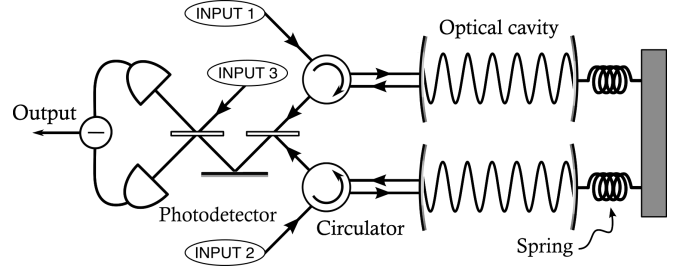 INPUT 1
Optical cavity
INPUT 3
Output
−
Photodetector
Circulator
INPUT 2
Spring